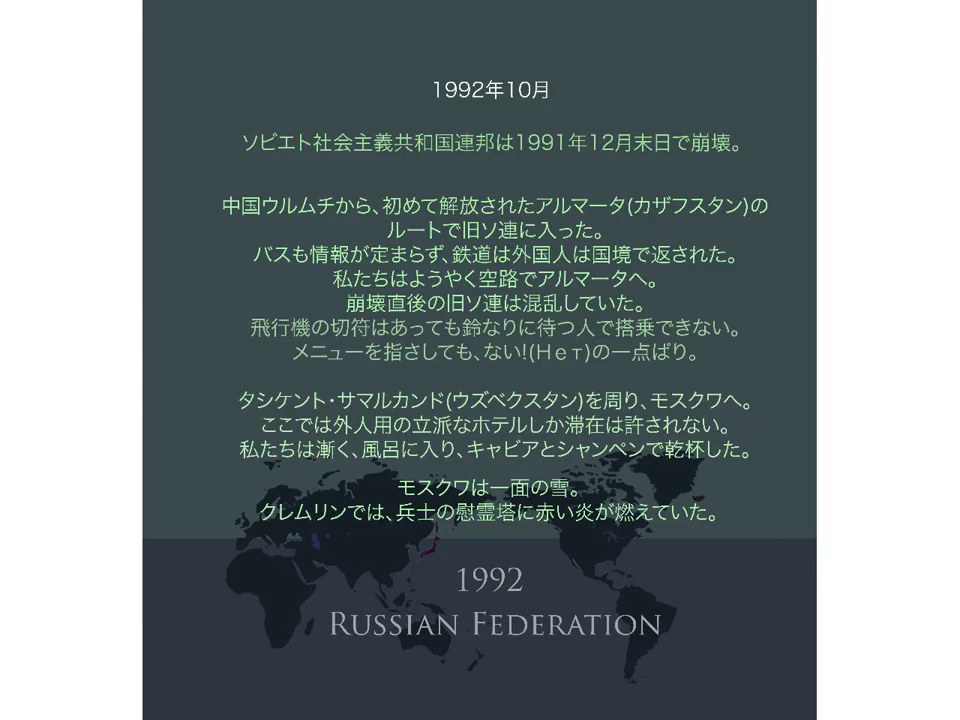 1992年10月
ソビエト社会主義共和国連邦は1991年12月末日で崩壊。
中国ウルムチから、初めて解放されたアルマータ(カザフスタン)の
ルートで旧ソ連に入った。
バスも情報が定まらず、鉄道は外国人は国境で返された。
私たちはようやく空路でアルマータへ。
崩壊直後の旧ソ連は混乱していた。
飛行機の切符はあっても鈴なりに待つ人で搭乗できない。
メニューを指さしても、ない!(Нет)の一点ばり。
タシケント・サマルカンド(ウズベクスタン)を周り、モスクワへ。
ここでは外人用の立派なホテルしか滞在は許されない。
私たちは漸く、風呂に入り、キャビアとシャンペンで乾杯した。
モスクワは一面の雪。
クレムリンでは、兵士の慰霊塔に赤い炎が燃えていた。
1992
RUSSIAN FEDERATION